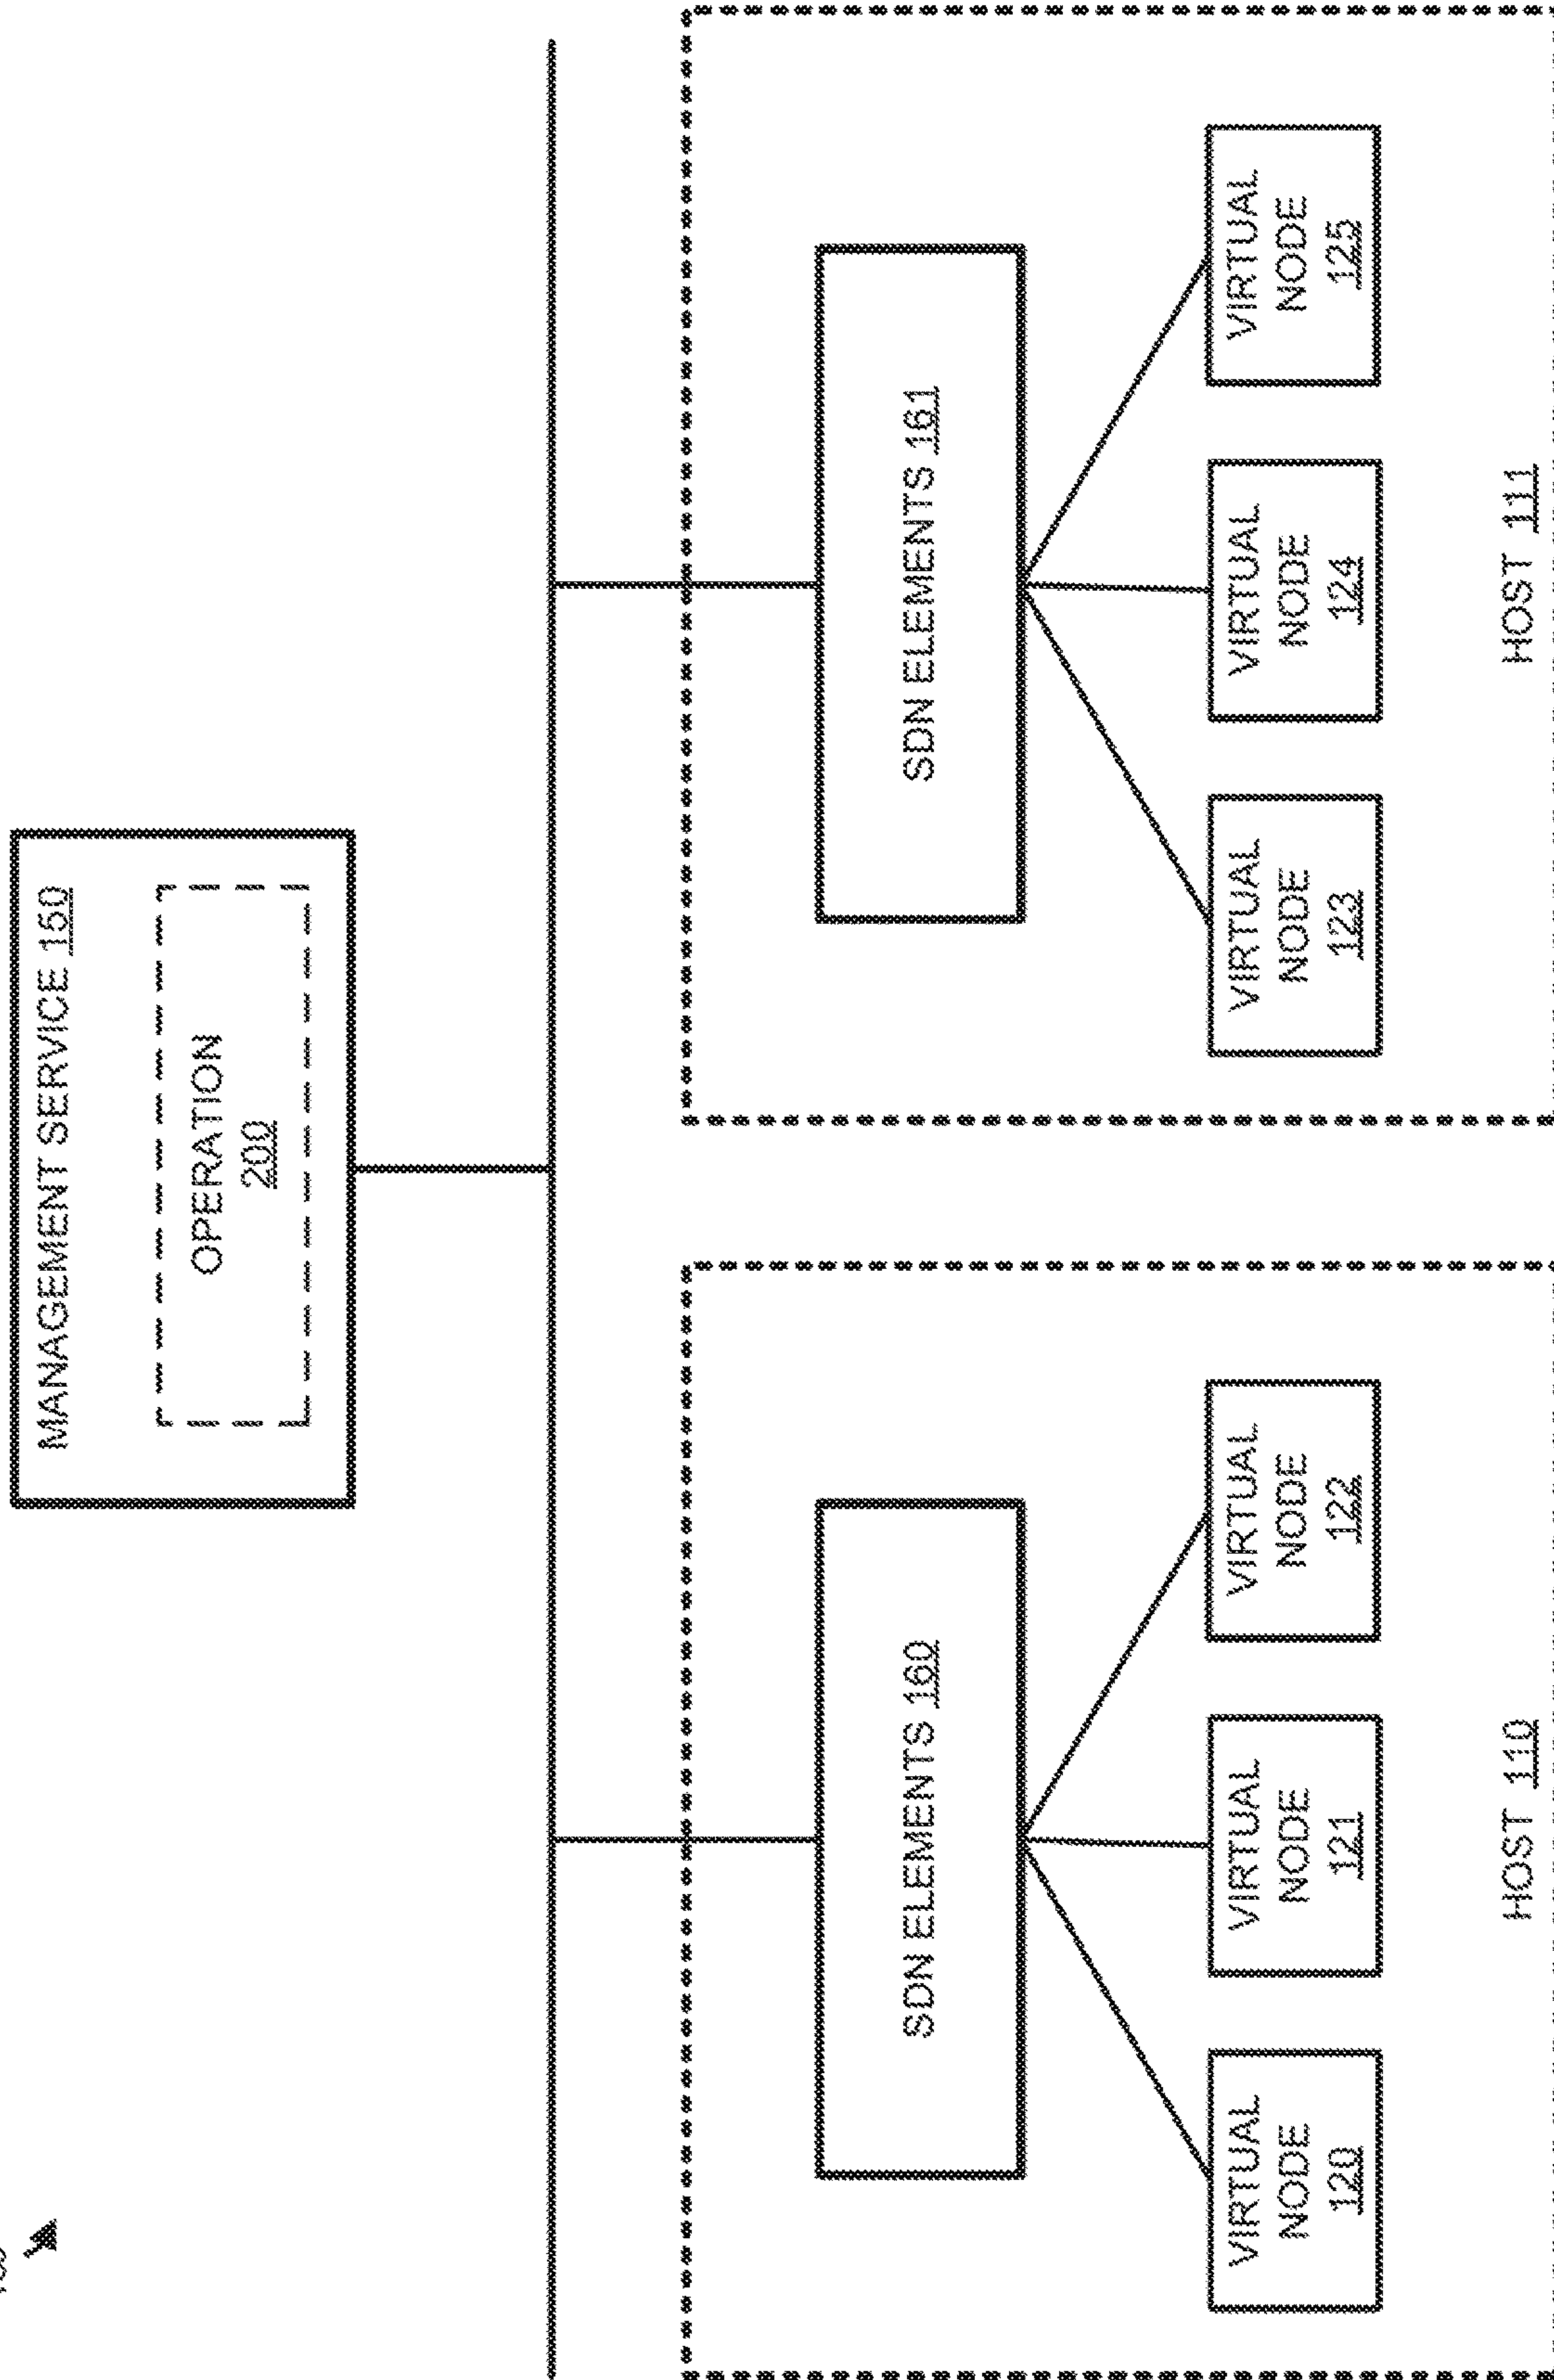 MANAGEMENT SERVICE 150
OPERATION
200
SDN ELEMENTS 160
SDN ELEMENTS 161
VIRTUAL
NODE
120
VIRTUAL
NODE
121
VIRTUAL
NODE
122
VIRTUAL
NODE
123
VIRTUAL
NODE
124
VIRTUAL
NODE
125
HOST 110
HOST 111